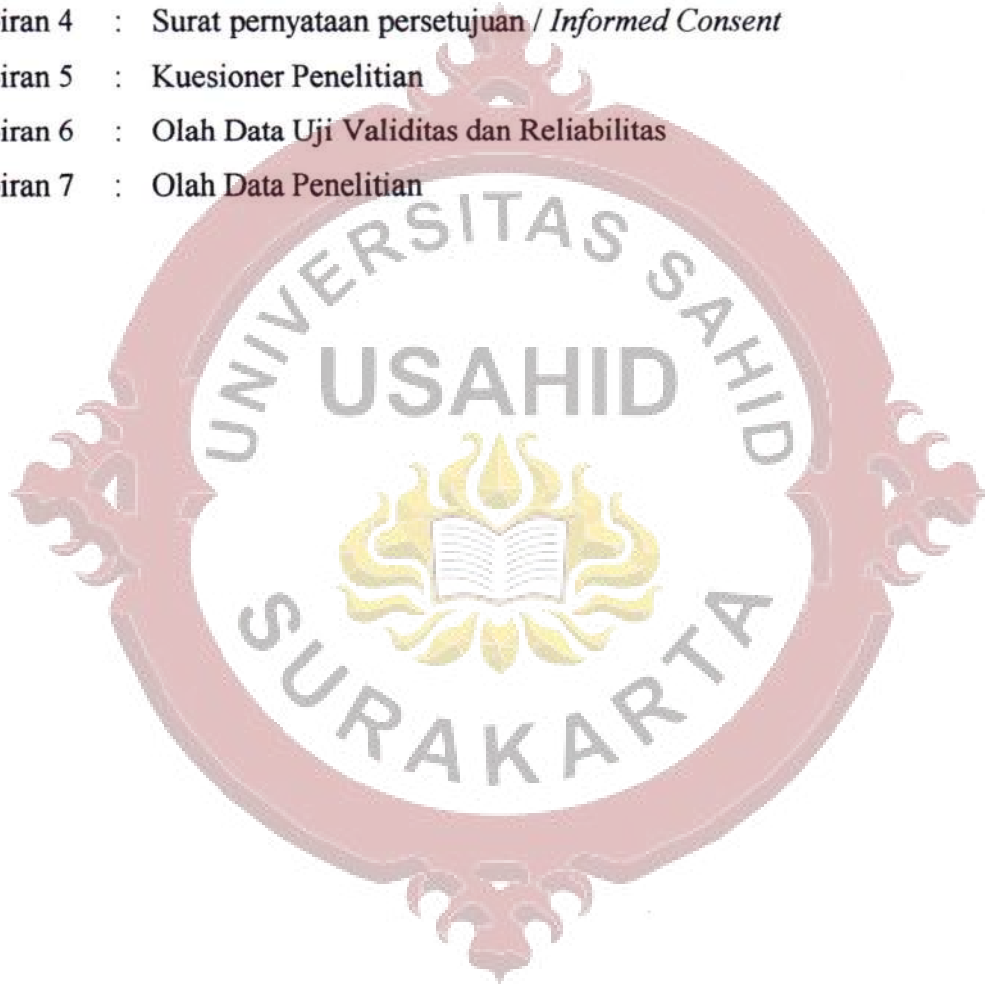 iran 4 : Surat pernyataan persetujuan / Informed Consent
iran 5 : Kuesioner Penelitian
iran 6 : Olah Data Uji Validitas dan Reliabilitas
iran 7 : Olah Data Penelitian
UNIVERSITAS SAHID
USAHID
SURAKARTA